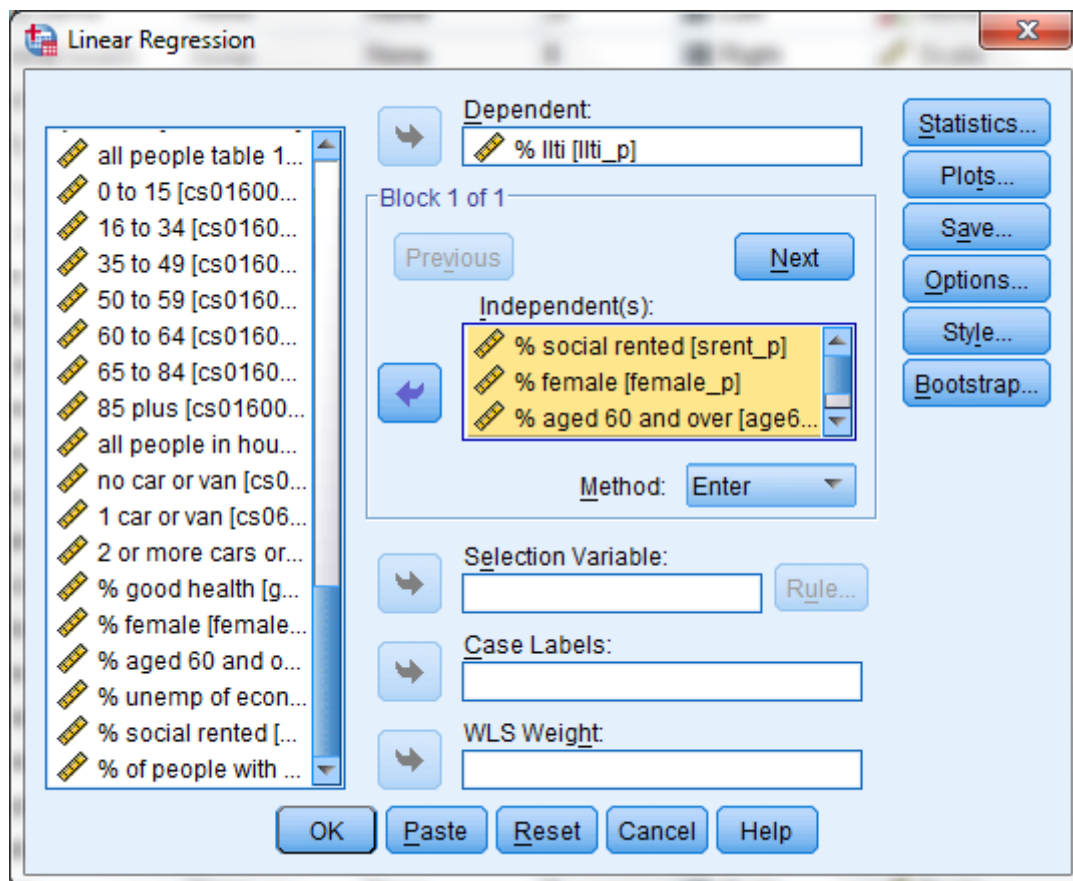 Linear Regression
all people table 1...
0 to 15 [cs01600...
16 to 34 [cs0160...
35 to 49 [cs0160...
50 to 59 [cs0160...
60 to 64 [cs0160...
65 to 84 [cs0160...
85 plus [cs01600...
all people in hou...
no car or van [cs0...
1 car or van [cs06...
2 or more cars or...
% good health [g...
% female [female...
% aged 60 and o...
% unemp of econ...
% social rented [...
% of people with ...
Dependent:
% llti [llti_p]
Block 1 of 1
Previous
Next
Independent(s):
% social rented [srent_p]
% female [female_p]
% aged 60 and over [age6...
Method: Enter
Selection Variable:
Rule...
Case Labels:
WLS Weight:
Statistics...
Plots...
Save...
Options...
Style...
Bootstrap...
OK Paste Reset Cancel Help